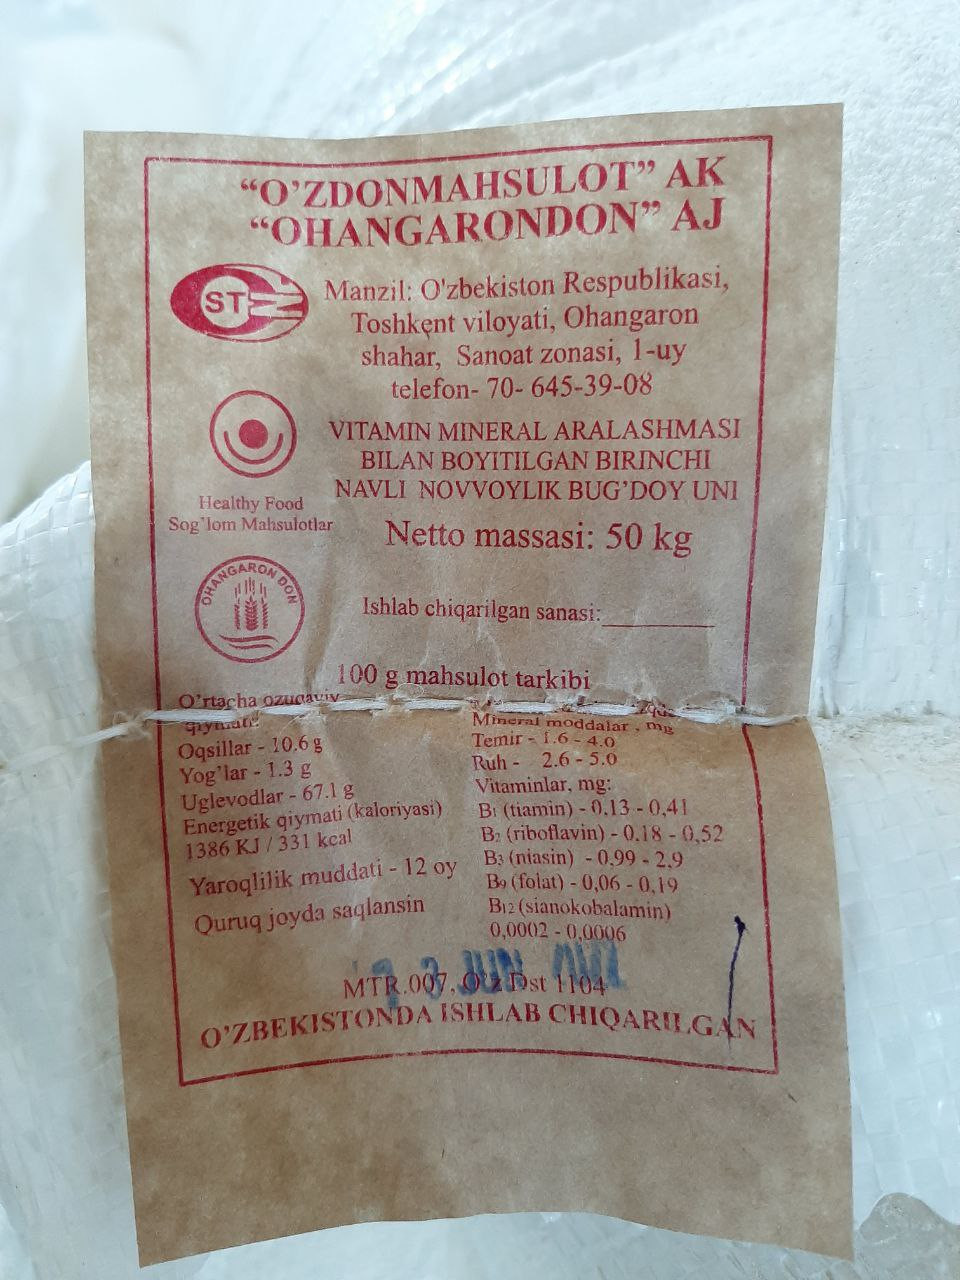 “O’ZDONMAHSULOT” AK
“OHANGARONDON” AJ
ST
Manzil: O'zbekiston Respublikasi,
Toshkent viloyati, Ohangaron
shahar, Sanoat zonasi, 1-uy
telefon- 70- 645-39-08
VITAMIN MINERAL ARALASHMASI
BILAN BOYITILGAN BIRINCHI
NAVLI NOVVOYLIK BUG’DOY UNI
Healthy Food
Sog’lom Mahsulotlar
Netto massasi: 50 kg
OHANGARON DON
Ishlab chiqarilgan sanasi:
100 g mahsulot tarkibi
O’rtacha ozuqaviy
qiymati:
Oqsillar - 10.6 g
Yog’lar - 1.3 g
Uglevodlar - 67.1 g
Energetik qiymati (kaloriyasi)
1386 KJ / 331 kcal
Yaroqlilik muddati - 12 oy
Quruq joyda saqlansin
Mineral moddalar , mg
Temir - 1.6 - 4.0
Ruh - 2.6 - 5.0
Vitaminlar, mg:
B1 (tiamin) - 0.13 - 0,41
B2 (riboflavin) - 0.18 - 0,52
B3 (niasin) - 0.99 - 2.9
B9 (folat) - 0,06 - 0,19
B12 (sianokobalamin)
0,0002 - 0,0006
JUN
MTR.007, O’z Dst 1104
O’ZBEKISTONDA ISHLAB CHIQARILGAN